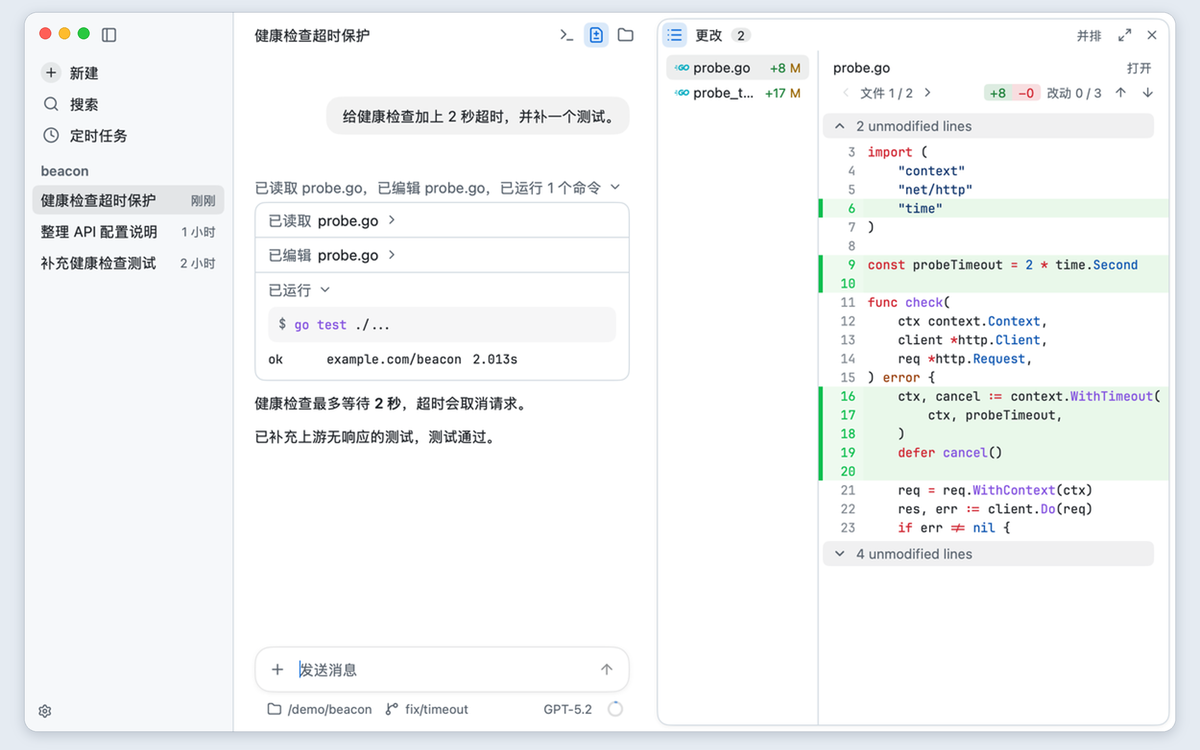 新建
搜索
定时任务
beacon
健康检查超时保护 刚刚
整理 API 配置说明 1 小时
补充健康检查测试 2 小时
健康检查超时保护
给健康检查加上 2 秒超时，并补一个测试。
已读取 probe.go，已编辑 probe.go，已运行 1 个命令
已读取 probe.go
已编辑 probe.go
已运行
$ go test ./...
ok example.com/beacon 2.013s
健康检查最多等待 2 秒，超时会取消请求。
已补充上游无响应的测试，测试通过。
发送消息
/demo/beacon fix/timeout GPT-5.2
更改 2 并排
probe.go +8 M
probe_t... +17 M
probe.go 打开
文件 1 / 2 +8 −0 改动 0 / 3
2 unmodified lines
3 import (
4 "context"
5 "net/http"
6 "time"
7 )
8
9 const probeTimeout = 2 * time.Second
10
11 func check(
12 ctx context.Context,
13 client *http.Client,
14 req *http.Request,
15 ) error {
16 ctx, cancel := context.WithTimeout(
17 ctx, probeTimeout,
18 )
19 defer cancel()
20
21 req = req.WithContext(ctx)
22 res, err := client.Do(req)
23 if err != nil {
4 unmodified lines